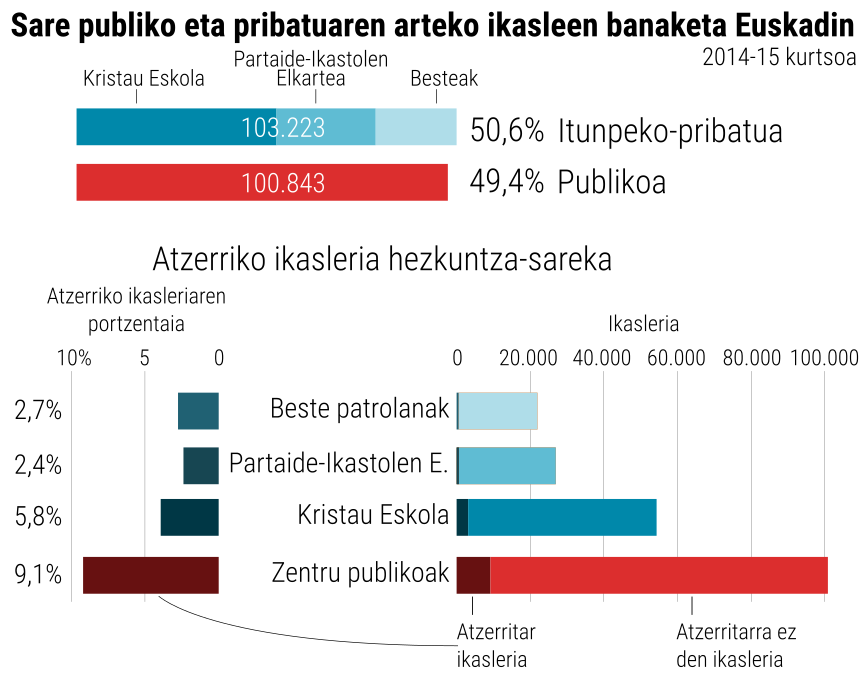 Sare publiko eta pribatuaren arteko ikasleen banaketa Euskadin
2014-15 kurtsoa
Kristau Eskola
Partaide-Ikastolen
Elkartea
Besteak
103.223
50,6% Itunpeko-pribatua
100.843
49,4% Publikoa
Atzerriko ikasleria hezkuntza-sareka
Atzerriko ikasleriaren
portzentaia
Ikasleria
10% 5 0
0 20.000 40.000 60.000 80.000 100.000
2,7% Beste patrolanak
2,4% Partaide-Ikastolen E.
5,8% Kristau Eskola
9,1% Zentru publikoak
Atzerritar
ikasleria
Atzerritarra ez
den ikasleria